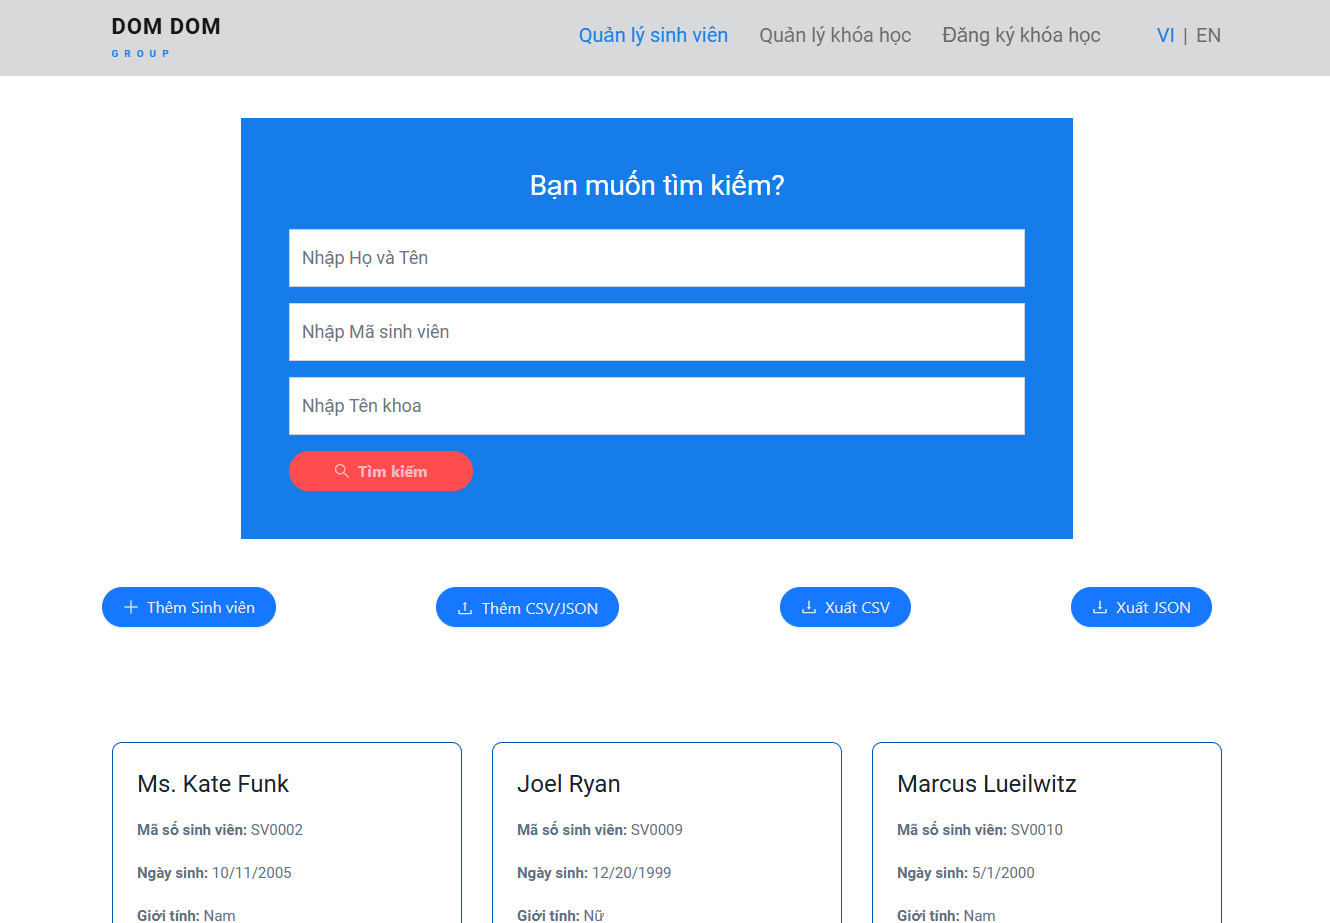 DOM DOM
GROUP
Quản lý sinh viên Quản lý khóa học Đăng ký khóa học VI | EN
Bạn muốn tìm kiếm?
Nhập Họ và Tên
Nhập Mã sinh viên
Nhập Tên khoa
Tìm kiếm
Thêm Sinh viên Thêm CSV/JSON Xuất CSV Xuất JSON
Ms. Kate Funk
Mã số sinh viên: SV0002
Ngày sinh: 10/11/2005
Giới tính: Nam
Joel Ryan
Mã số sinh viên: SV0009
Ngày sinh: 12/20/1999
Giới tính: Nữ
Marcus Lueilwitz
Mã số sinh viên: SV0010
Ngày sinh: 5/1/2000
Giới tính: Nam